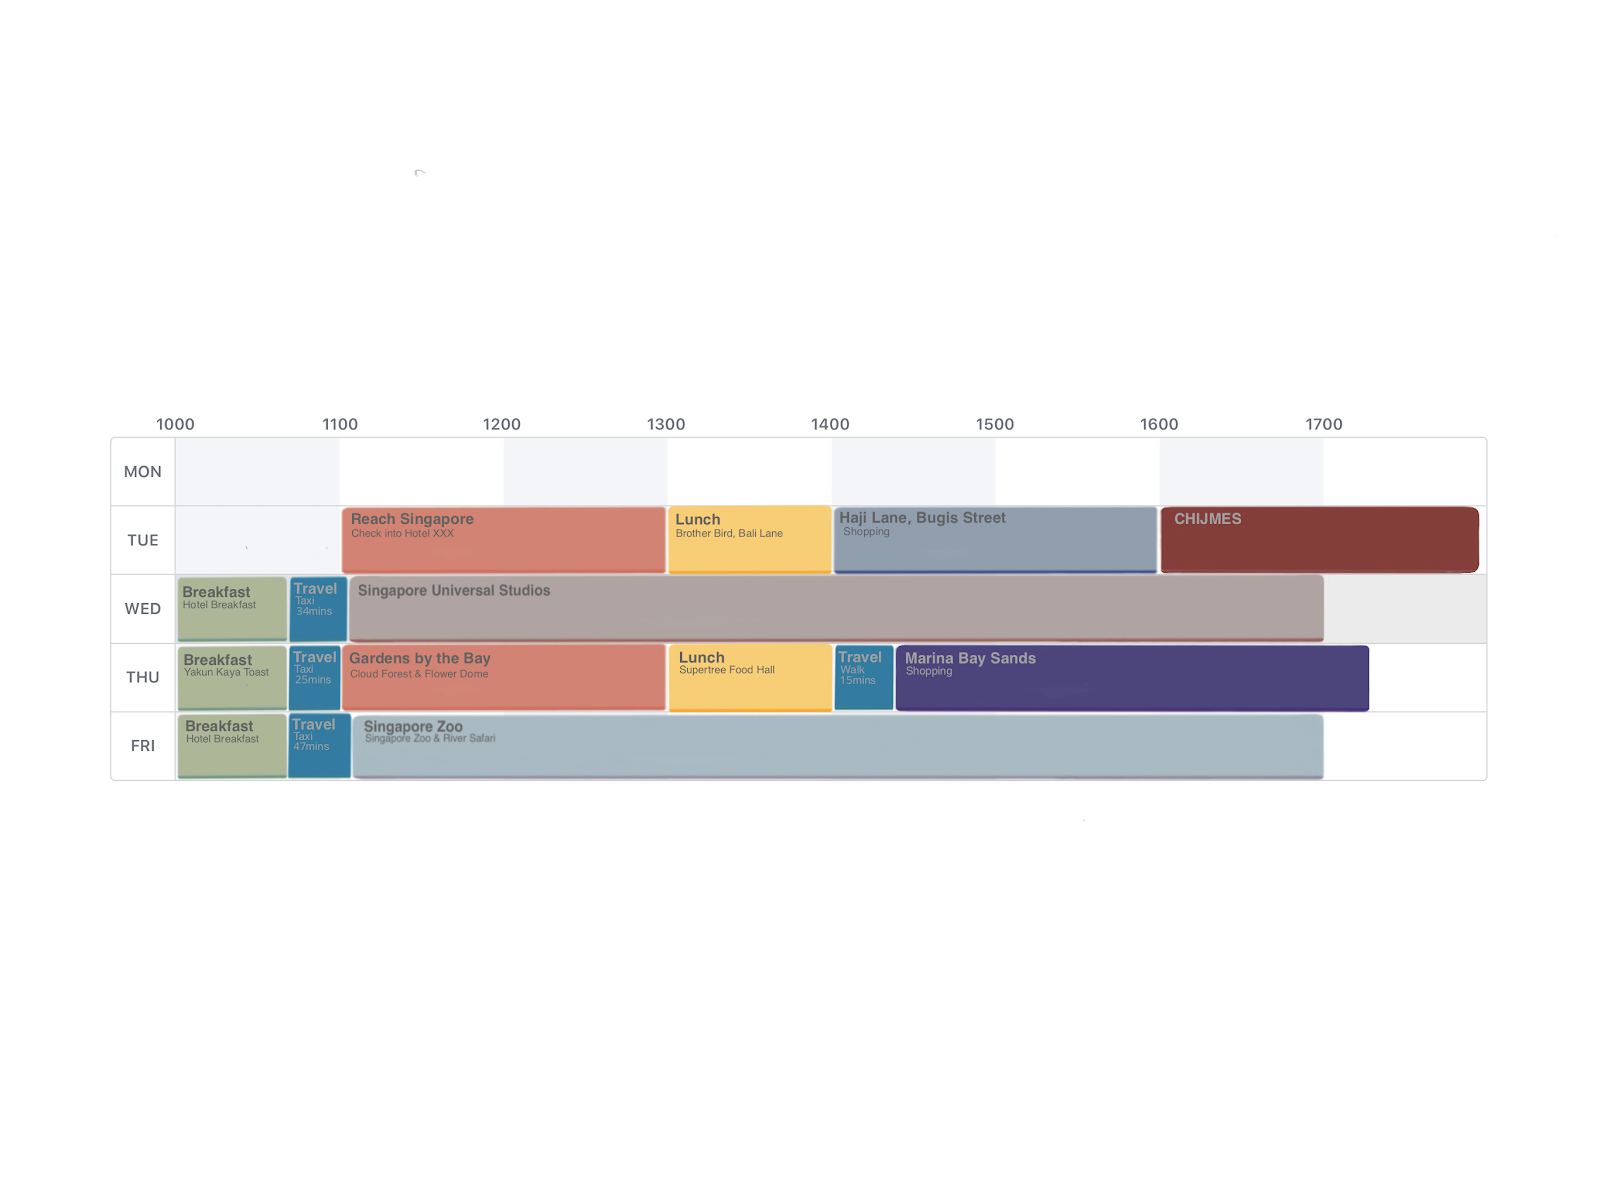 1000 1100 1200 1300 1400 1500 1600 1700
MON
TUE
Reach Singapore
Check into Hotel XXX
Lunch
Brother Bird, Bali Lane
Haji Lane, Bugis Street
Shopping
CHIJMES
WED
Breakfast
Hotel Breakfast
Travel
Taxi
34mins
Singapore Universal Studios
THU
Breakfast
Yakun Kaya Toast
Travel
Taxi
25mins
Gardens by the Bay
Cloud Forest & Flower Dome
Lunch
Supertree Food Hall
Travel
Walk
15mins
Marina Bay Sands
Shopping
FRI
Breakfast
Hotel Breakfast
Travel
Taxi
47mins
Singapore Zoo
Singapore Zoo & River Safari